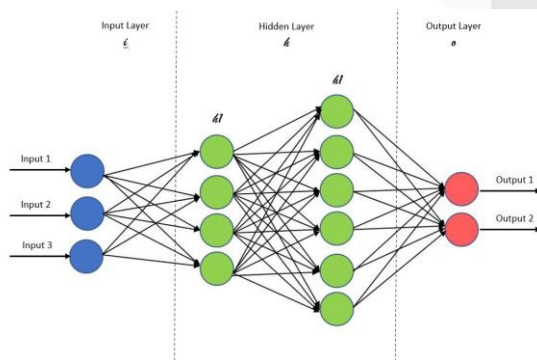 Input Layer
i
Hidden Layer
h
Output Layer
o
h1
h1
Input 1
Input 2
Input 3
Output 1
Output 2